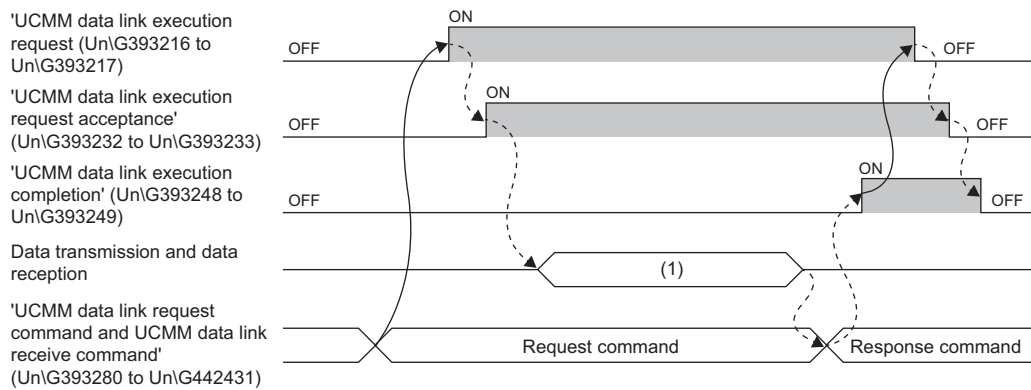 'UCMM data link execution
request (Un\G393216 to
Un\G393217)
OFF
ON
OFF
'UCMM data link execution
request acceptance'
(Un\G393232 to Un\G393233)
OFF
ON
OFF
'UCMM data link execution
completion' (Un\G393248 to
Un\G393249)
OFF
ON
OFF
Data transmission and data
reception
(1)
'UCMM data link request
command and UCMM data link
receive command'
(Un\G393280 to Un\G442431)
Request command
Response command